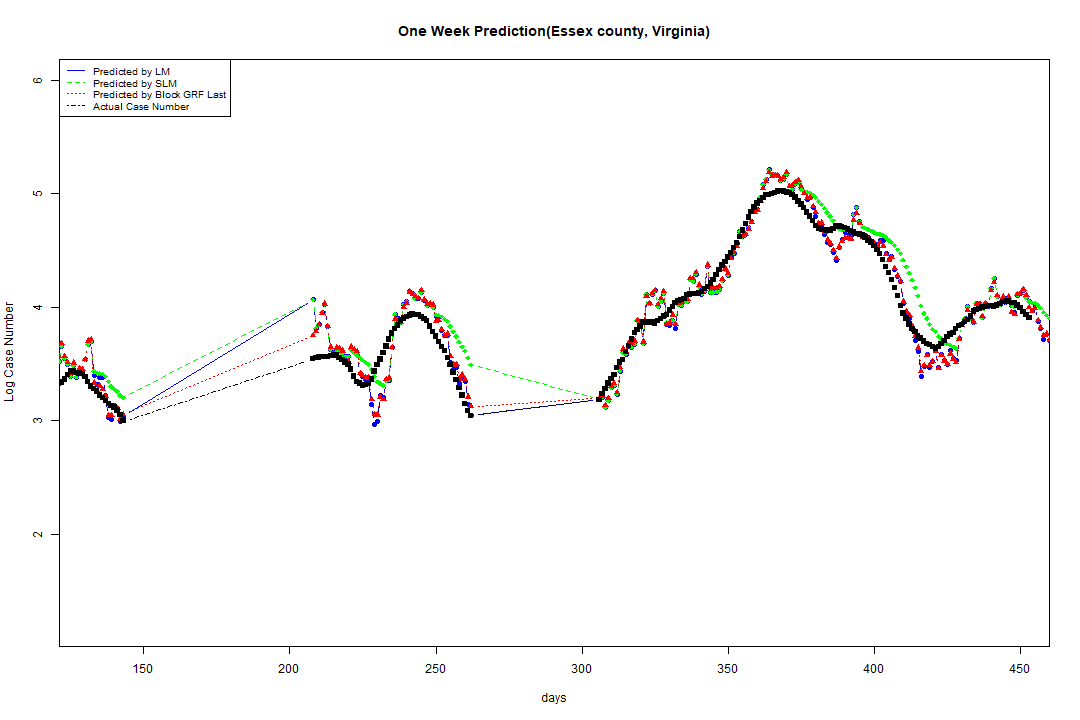 One Week Prediction(Essex county, Virginia)
Predicted by LM
Predicted by SLM
Predicted by Block GRF Last
Actual Case Number
6
5
4
3
2
Log Case Number
150 200 250 300 350 400 450
days